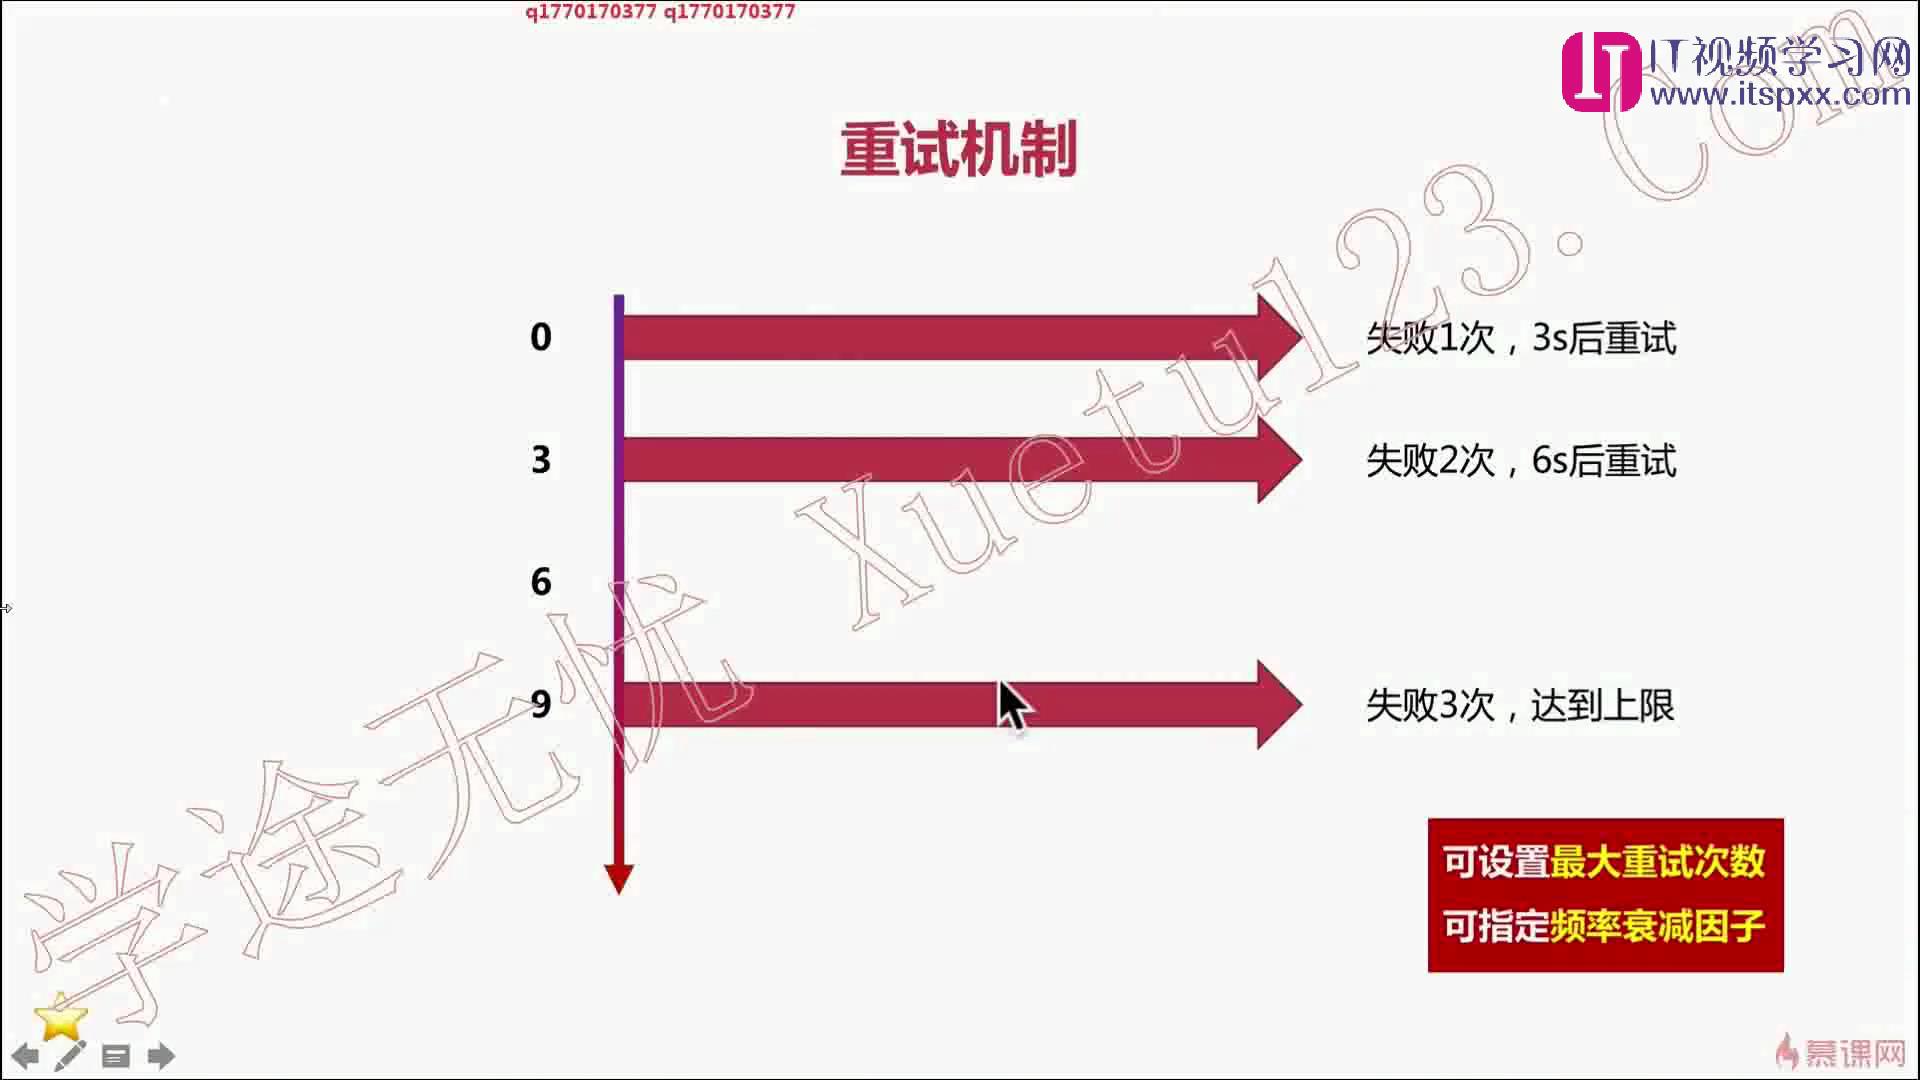 q1770170377 q1770170377
IT视频学习网
www.itspxx.com
重试机制
0
失败1次，3s后重试
3
失败2次，6s后重试
6
9
失败3次，达到上限
学途无忧 Xuetu123.Com
可设置最大重试次数
可指定频率衰减因子
慕课网